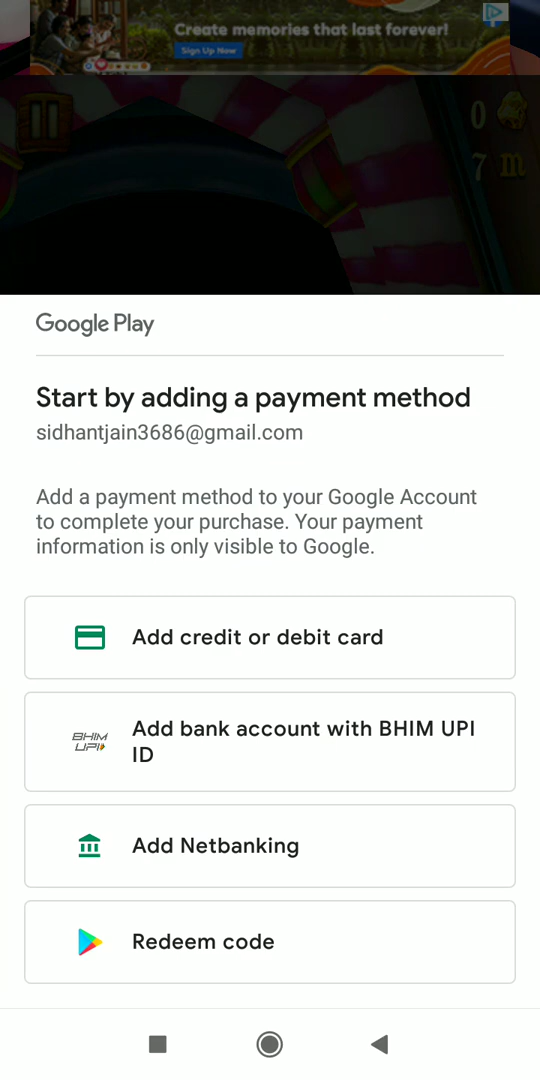 Create memories that last forever!
Sign Up Now
0
7 m
Google Play
Start by adding a payment method
sidhantjain3686@gmail.com
Add a payment method to your Google Account
to complete your purchase. Your payment
information is only visible to Google.
Add credit or debit card
BHIM
UPI
Add bank account with BHIM UPI
ID
Add Netbanking
Redeem code